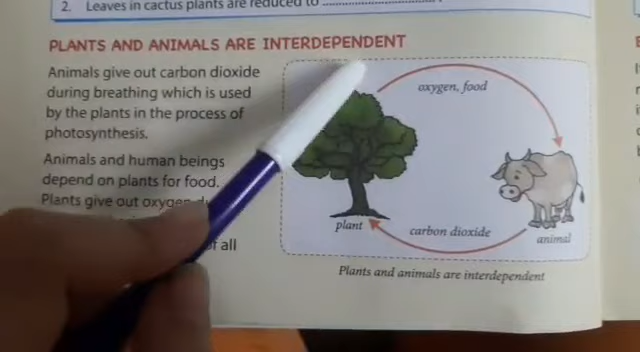 2. Leaves in cactus plants are reduced to
PLANTS AND ANIMALS ARE INTERDEPENDENT
Animals give out carbon dioxide
during breathing which is used
by the plants in the process of
photosynthesis.
Animals and human beings
depend on plants for food.
Plants give out oxygen
of all
oxygen, food
plant
carbon dioxide
animal
Plants and animals are interdependent